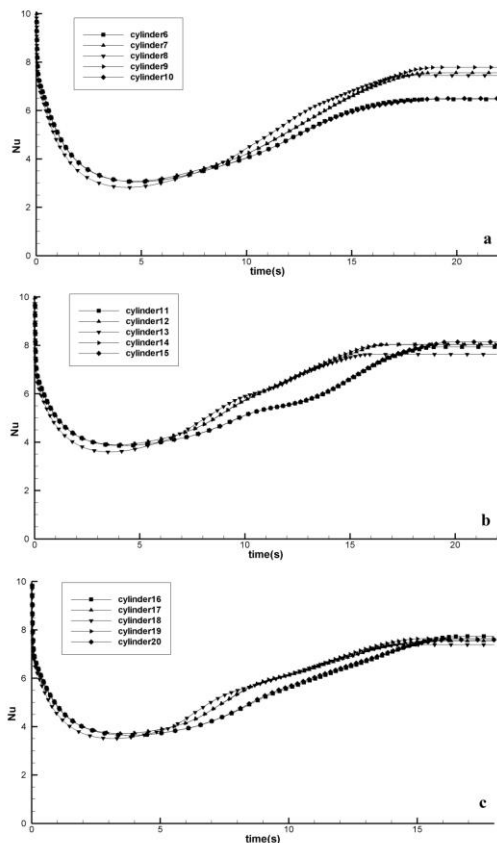 10
8
6
4
2
0
Nu
cylinder6
cylinder7
cylinder8
cylinder9
cylinder10
a
0
5
10
15
20
time(s)
10
8
6
4
2
0
Nu
cylinder11
cylinder12
cylinder13
cylinder14
cylinder15
b
0
5
10
15
20
time(s)
10
8
6
4
2
0
Nu
cylinder16
cylinder17
cylinder18
cylinder19
cylinder20
c
0
5
10
15
time(s)